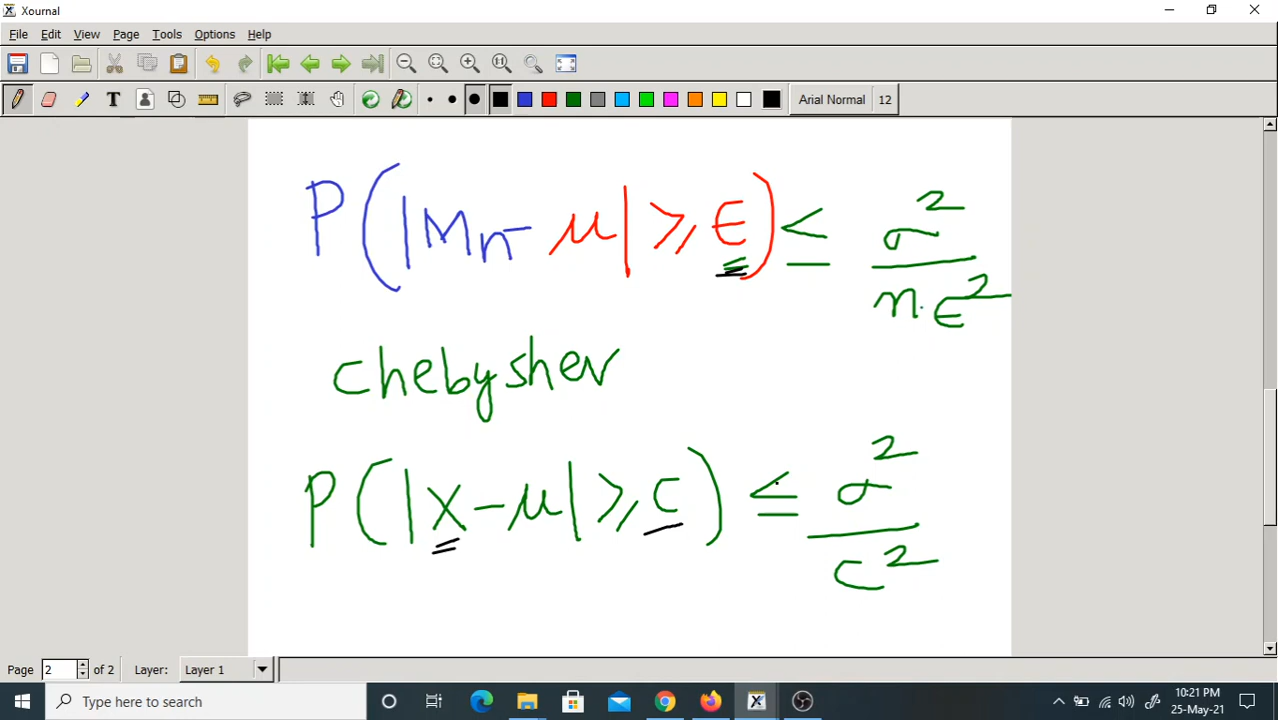 Xournal
File Edit View Page Tools Options Help
T Arial Normal 12
P(|Mn - μ| ⩾ ϵ) ≤ σ² / n·ϵ²
chebyshev
P(|X - μ| ⩾ c) ≤ σ² / c²
Page 2 of 2 Layer: Layer 1
Type here to search
10:21 PM
25-May-21